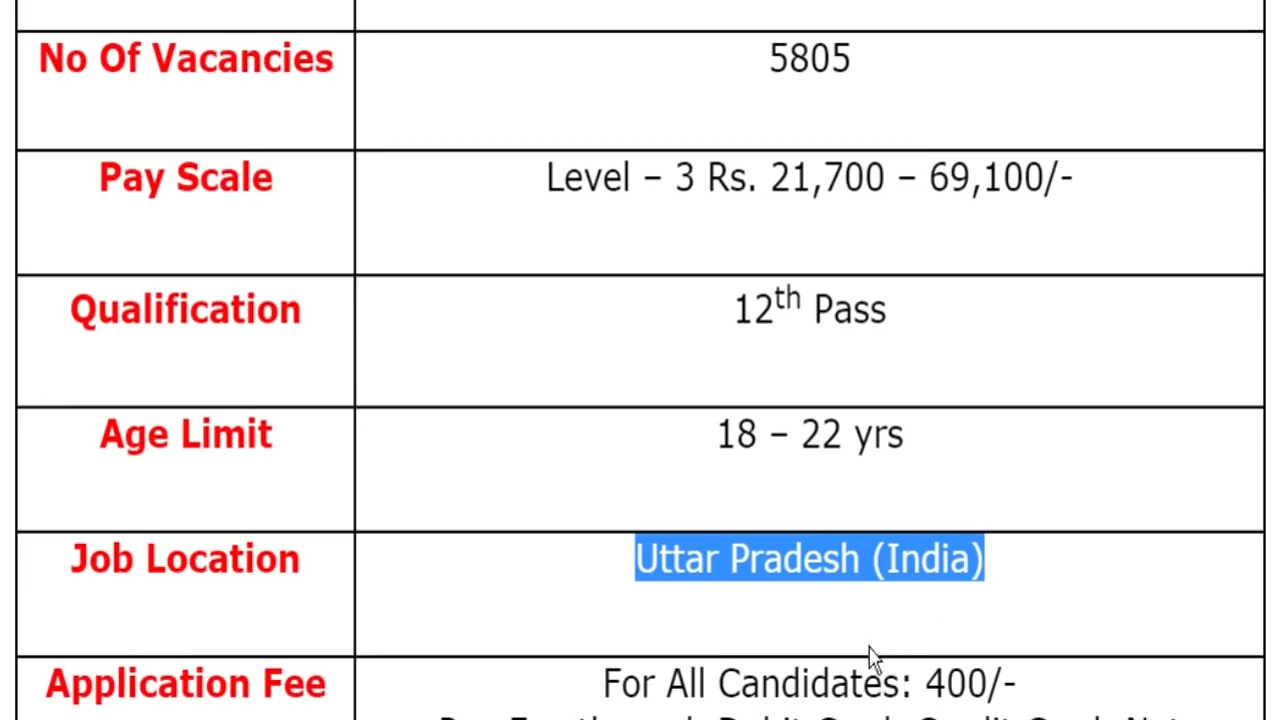 No Of Vacancies 5805
Pay Scale Level – 3 Rs. 21,700 – 69,100/-
Qualification 12th Pass
Age Limit 18 – 22 yrs
Job Location Uttar Pradesh (India)
Application Fee For All Candidates: 400/-